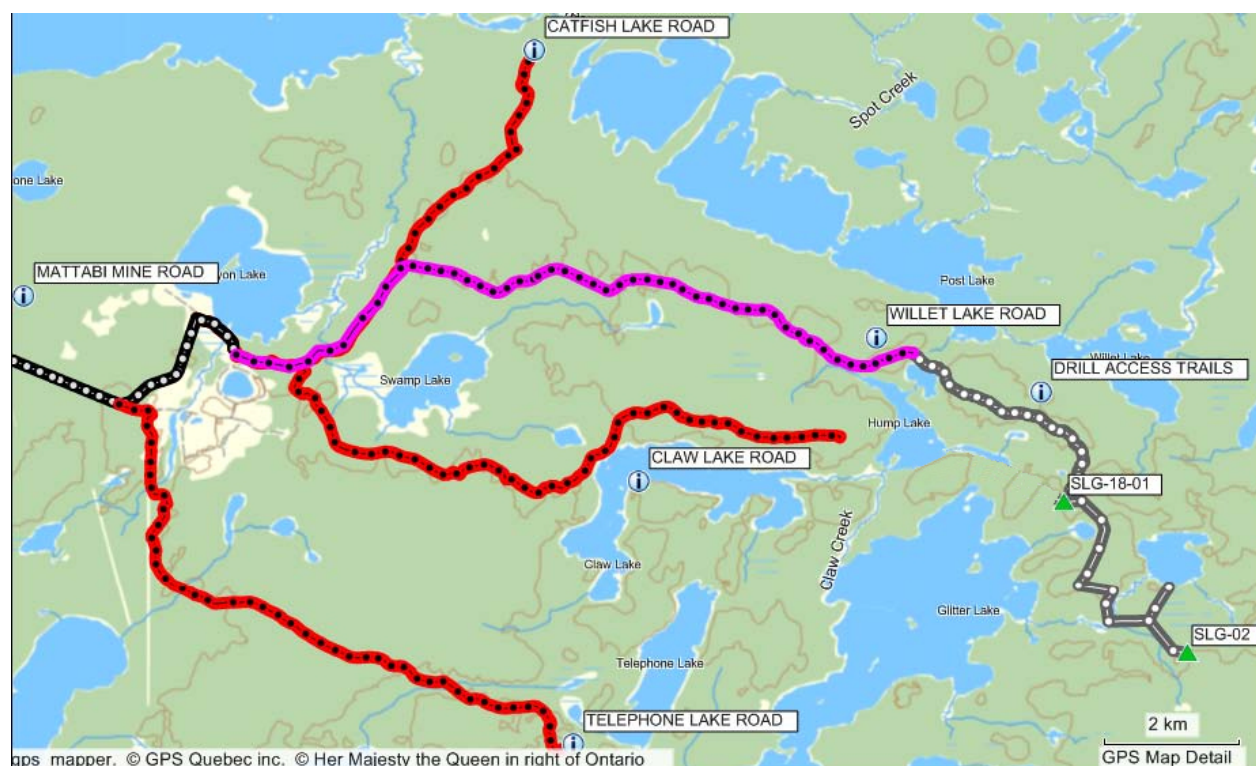 CATFISH LAKE ROAD
Spot Creek
one Lake
MATTABI MINE ROAD
yon Lake
Post Lake
WILLET LAKE ROAD
Willet Lake
DRILL ACCESS TRAILS
Swamp Lake
Hump Lake
CLAW LAKE ROAD
SLG-18-01
Claw Lake
Claw Creek
Glitter Lake
SLG-02
Telephone Lake
TELEPHONE LAKE ROAD
2 km
GPS Map Detail
gps_mapper. © GPS Quebec inc. © Her Majesty the Queen in right of Ontario